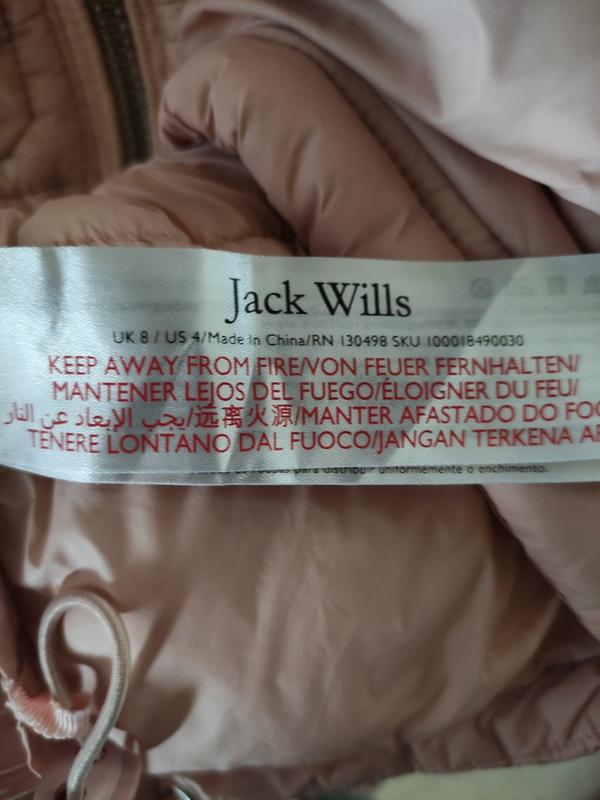 Jack Wills
UK 8 / US 4/Made In China/RN 130498 SKU 100018490030
KEEP AWAY FROM FIRE/VON FEUER FERNHALTEN/
MANTENER LEJOS DEL FUEGO/ÉLOIGNER DU FEU/
يجب الإبعاد عن النار/远离火源/MANTER AFASTADO DO FOG
TENERE LONTANO DAL FUOCO/JANGAN TERKENA AP
para distribuir uniformemente o enchimento.